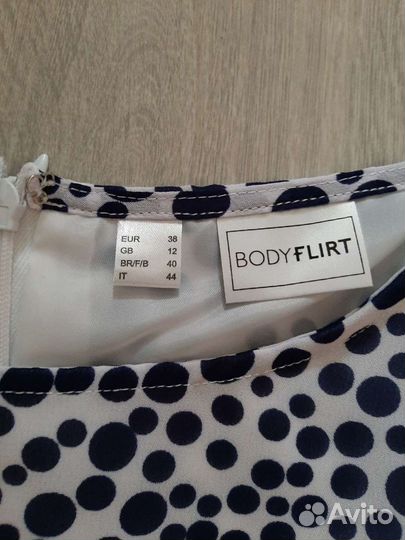 EUR 38
GB 12
BR/F/B 40
IT 44
BODYFLIRT
Avito